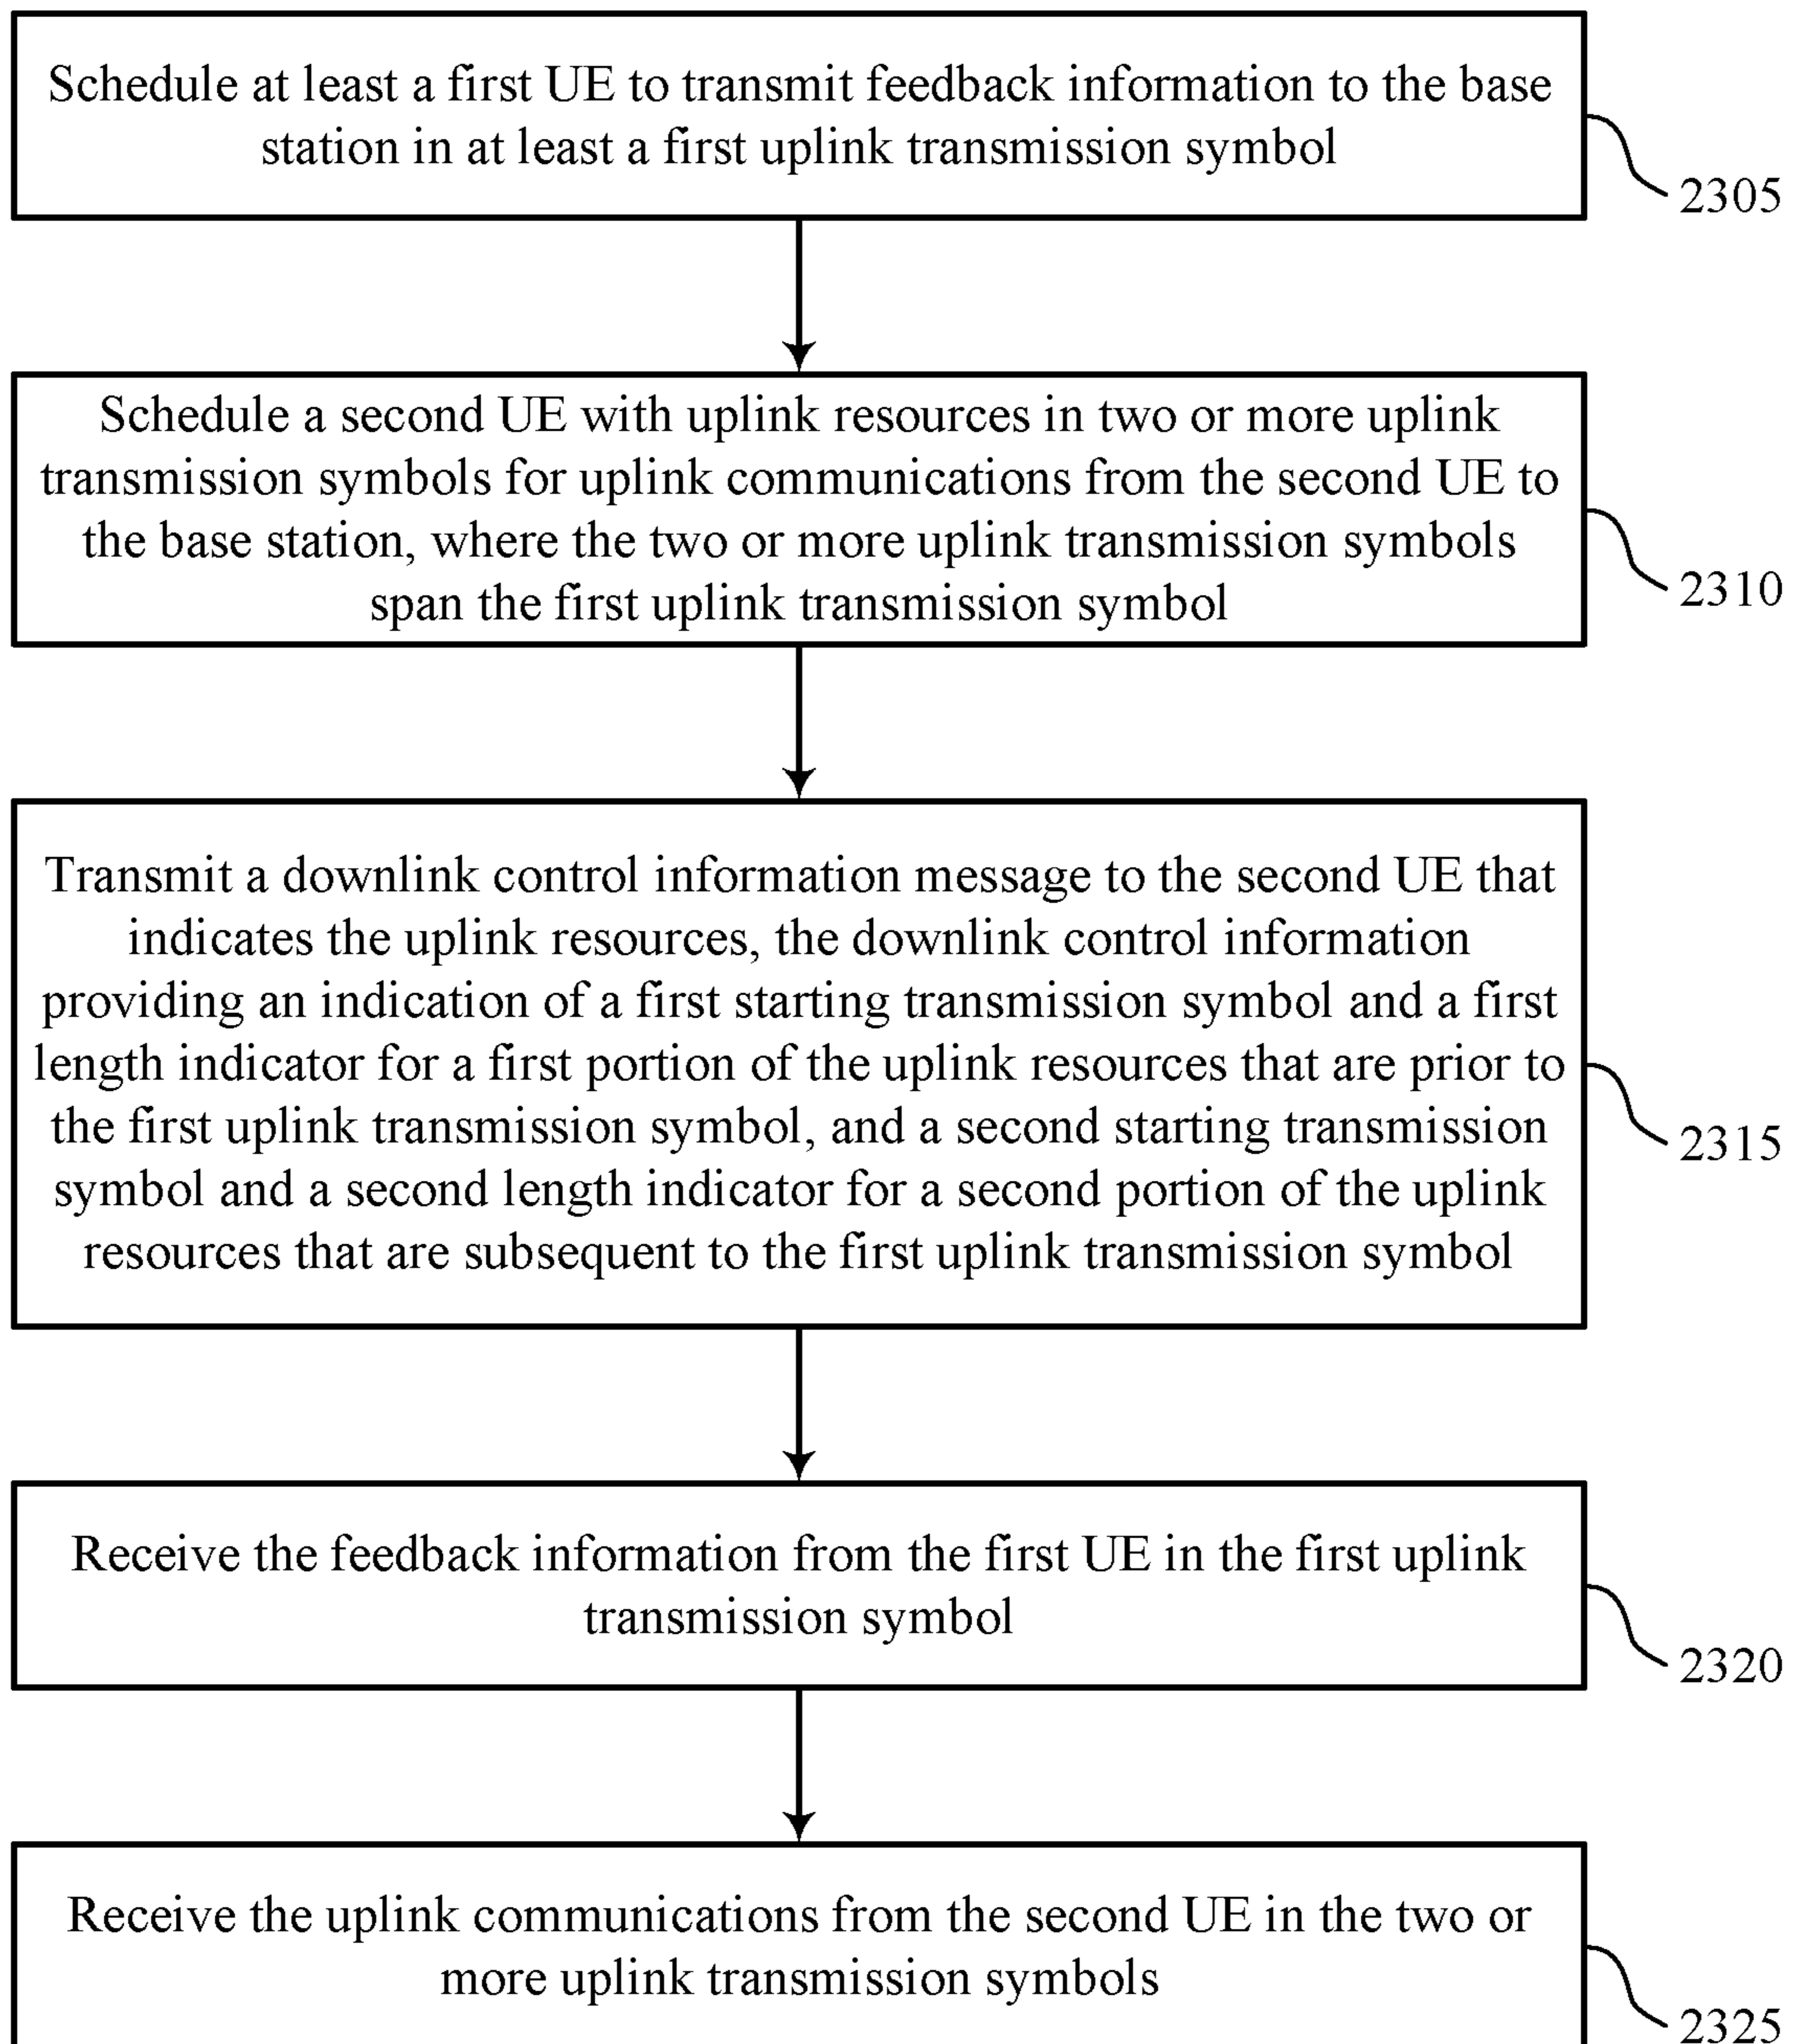 Schedule at least a first UE to transmit feedback information to the base
station in at least a first uplink transmission symbol
2305
Schedule a second UE with uplink resources in two or more uplink
transmission symbols for uplink communications from the second UE to
the base station, where the two or more uplink transmission symbols
span the first uplink transmission symbol
2310
Transmit a downlink control information message to the second UE that
indicates the uplink resources, the downlink control information
providing an indication of a first starting transmission symbol and a first
length indicator for a first portion of the uplink resources that are prior to
the first uplink transmission symbol, and a second starting transmission
symbol and a second length indicator for a second portion of the uplink
resources that are subsequent to the first uplink transmission symbol
2315
Receive the feedback information from the first UE in the first uplink
transmission symbol
2320
Receive the uplink communications from the second UE in the two or
more uplink transmission symbols
2325